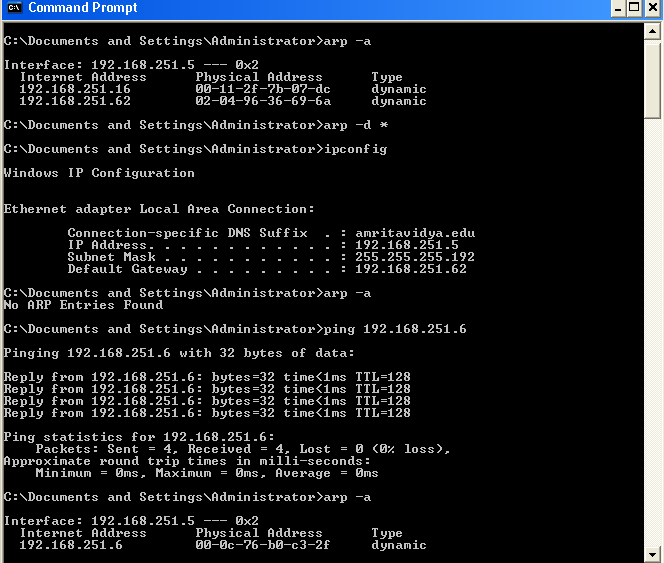 Command Prompt
C:\Documents and Settings\Administrator>arp -a
Interface: 192.168.251.5 --- 0x2
Internet Address Physical Address Type
192.168.251.16 00-11-2f-7b-07-dc dynamic
192.168.251.62 02-04-96-36-69-6a dynamic
C:\Documents and Settings\Administrator>arp -d *
C:\Documents and Settings\Administrator>ipconfig
Windows IP Configuration
Ethernet adapter Local Area Connection:
Connection-specific DNS Suffix . : amritavidya.edu
IP Address. . . . . . . . . . . . : 192.168.251.5
Subnet Mask . . . . . . . . . . . : 255.255.255.192
Default Gateway . . . . . . . . . : 192.168.251.62
C:\Documents and Settings\Administrator>arp -a
No ARP Entries Found
C:\Documents and Settings\Administrator>ping 192.168.251.6
Pinging 192.168.251.6 with 32 bytes of data:
Reply from 192.168.251.6: bytes=32 time<1ms TTL=128
Reply from 192.168.251.6: bytes=32 time<1ms TTL=128
Reply from 192.168.251.6: bytes=32 time<1ms TTL=128
Reply from 192.168.251.6: bytes=32 time<1ms TTL=128
Ping statistics for 192.168.251.6:
Packets: Sent = 4, Received = 4, Lost = 0 (0% loss),
Approximate round trip times in milli-seconds:
Minimum = 0ms, Maximum = 0ms, Average = 0ms
C:\Documents and Settings\Administrator>arp -a
Interface: 192.168.251.5 --- 0x2
Internet Address Physical Address Type
192.168.251.6 00-0c-76-b0-c3-2f dynamic